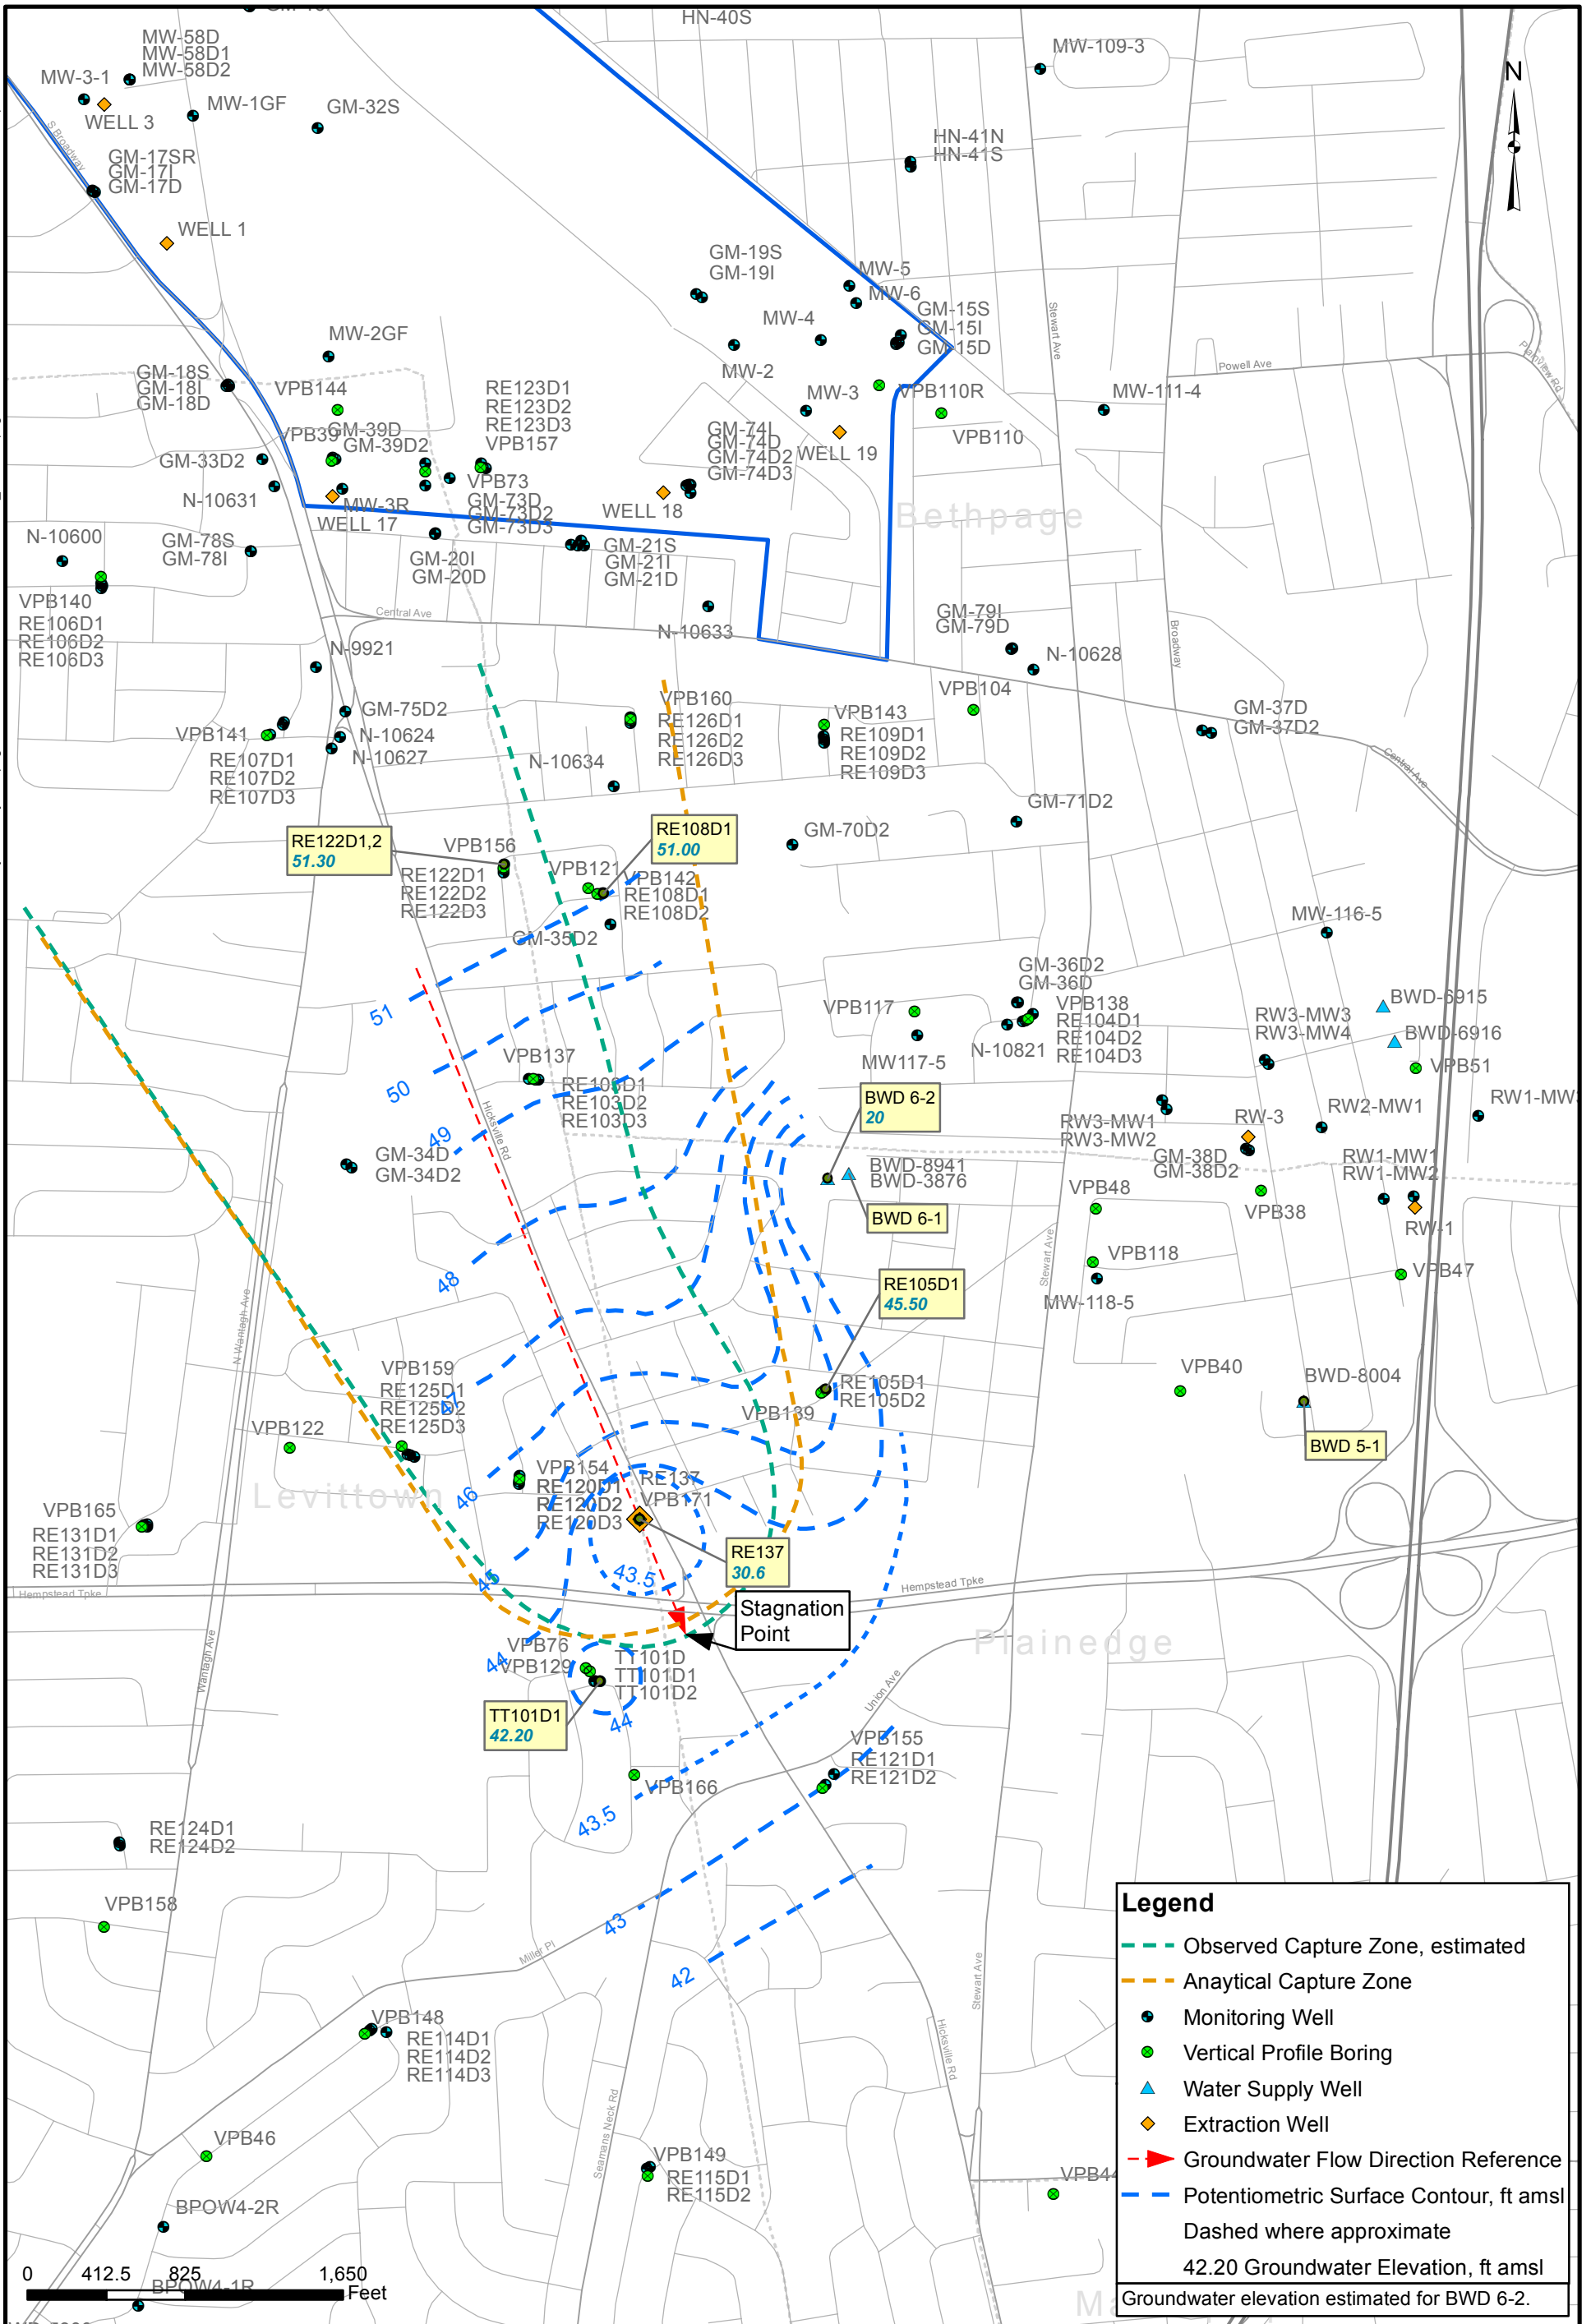 HN-40S
MW-58D
MW-58D1
MW-58D2
MW-109-3
MW-3-1
WELL 3
MW-1GF
GM-32S
N
S Broadway
HN-41N
HN-41S
GM-17SR
GM-17I
GM-17D
WELL 1
GM-19S
GM-19I
MW-5
MW-6
MW-4
GM-15S
GM-15I
GM-15D
Stewart Ave
MW-2GF
MW-2
Powell Ave
Plainview Rd
GM-18S
GM-18I
GM-18D
VPB144
RE123D1
RE123D2
RE123D3
VPB157
MW-3
VPB110R
VPB110
MW-111-4
VPB39
GM-39D
GM-39D2
GM-74I
GM-74D
GM-74D2
GM-74D3
WELL 19
GM-33D2
N-10631
MW-3R
WELL 17
VPB73
GM-73D
GM-73D2
GM-73D3
WELL 18
Bethpage
N-10600
GM-78S
GM-78I
GM-20I
GM-20D
GM-21S
GM-21I
GM-21D
VPB140
RE106D1
RE106D2
RE106D3
Central Ave
N-10633
GM-79I
GM-79D
Broadway
N-9921
N-10628
VPB104
GM-75D2
VPB160
RE126D1
RE126D2
RE126D3
VPB143
RE109D1
RE109D2
RE109D3
GM-37D
GM-37D2
VPB141
N-10624
N-10627
RE107D1
RE107D2
RE107D3
N-10634
Central Ave
RE122D1,2
51.30
VPB156
RE108D1
51.00
GM-70D2
GM-71D2
RE122D1
RE122D2
RE122D3
VPB121
VPB142
RE108D1
RE108D2
GM-35D2
MW-116-5
51
GM-36D2
GM-36D
VPB117
VPB138
RE104D1
RE104D2
RE104D3
BWD-6915
RW3-MW3
RW3-MW4
BWD-6916
N-10821
MW117-5
VPB137
50
RE103D1
RE103D2
RE103D3
VPB51
BWD 6-2
20
Hicksville Rd
49
RW3-MW1
RW3-MW2
RW-3
RW2-MW1
GM-34D
GM-34D2
BWD-8941
BWD-3876
GM-38D
GM-38D2
RW1-MW1
RW1-MW2
BWD 6-1
VPB48
VPB38
RW-1
48
Stewart Ave
VPB118
RE105D1
45.50
MW-118-5
VPB47
N Wantagh Ave
VPB159
RE125D1
RE125D2
RE125D3
47
RE105D1
RE105D2
VPB139
VPB40
BWD-8004
VPB122
BWD 5-1
VPB154
RE120D1
RE120D2
RE120D3
RE137
VPB171
Levittown
46
VPB165
RE131D1
RE131D2
RE131D3
RE137
30.6
43.5
45
Hempstead Tpke
Hempstead Tpke
Stagnation
Point
Plainedge
Wantagh Ave
VPB76
VPB129
44
TT101D
TT101D1
TT101D2
TT101D1
42.20
44
Union Ave
VPB155
RE121D1
RE121D2
VPB166
43.5
RE124D1
RE124D2
VPB158
43
Miller Pl
42
VPB148
RE114D1
RE114D2
RE114D3
Stewart Ave
Hicksville Rd
VPB46
Seamans Neck Rd
VPB149
RE115D1
RE115D2
BPOW4-2R
BPOW4-1R
0 412.5 825 1,650
Feet
Legend
Observed Capture Zone, estimated
Anaytical Capture Zone
Monitoring Well
Vertical Profile Boring
Water Supply Well
Extraction Well
Groundwater Flow Direction Reference
Potentiometric Surface Contour, ft amsl
Dashed where approximate
42.20 Groundwater Elevation, ft amsl
Groundwater elevation estimated for BWD 6-2.